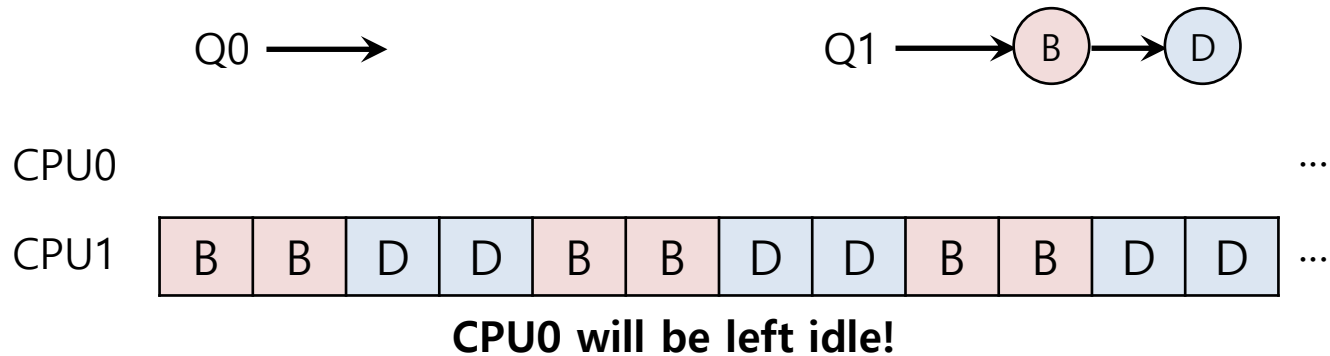 Q0 Q1 B D
CPU0 ...
CPU1 B B D D B B D D B B D D ...
CPU0 will be left idle!